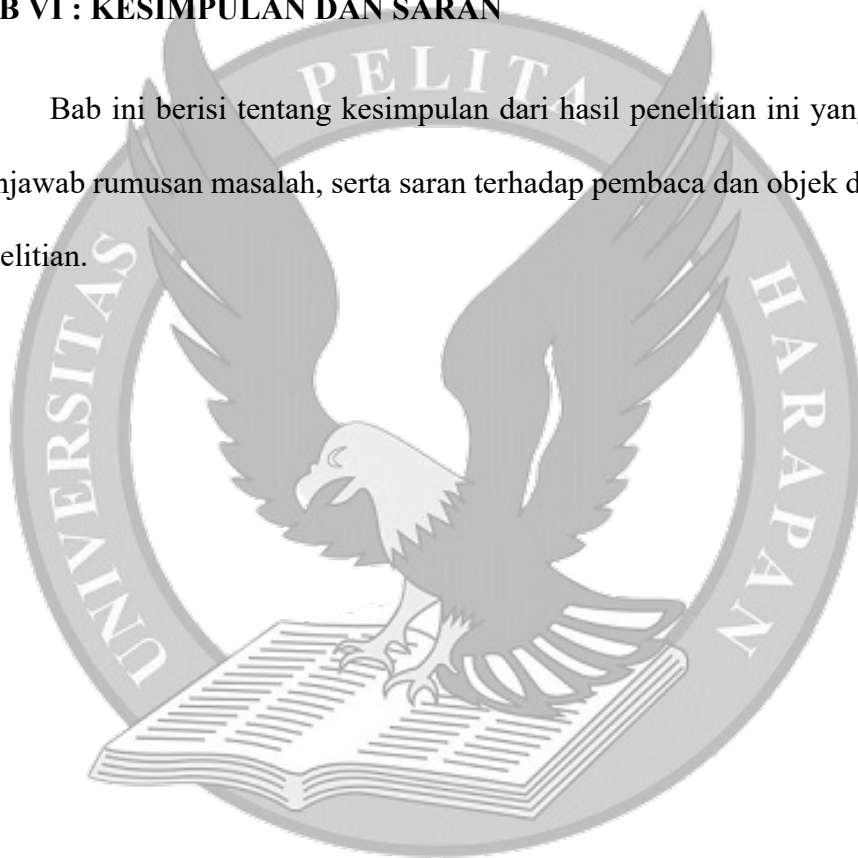 B VI : KESIMPULAN DAN SARAN
Bab ini berisi tentang kesimpulan dari hasil penelitian ini yang
njawab rumusan masalah, serta saran terhadap pembaca dan objek d
elitian.
UNIVERSITAS PELITA HARAPAN